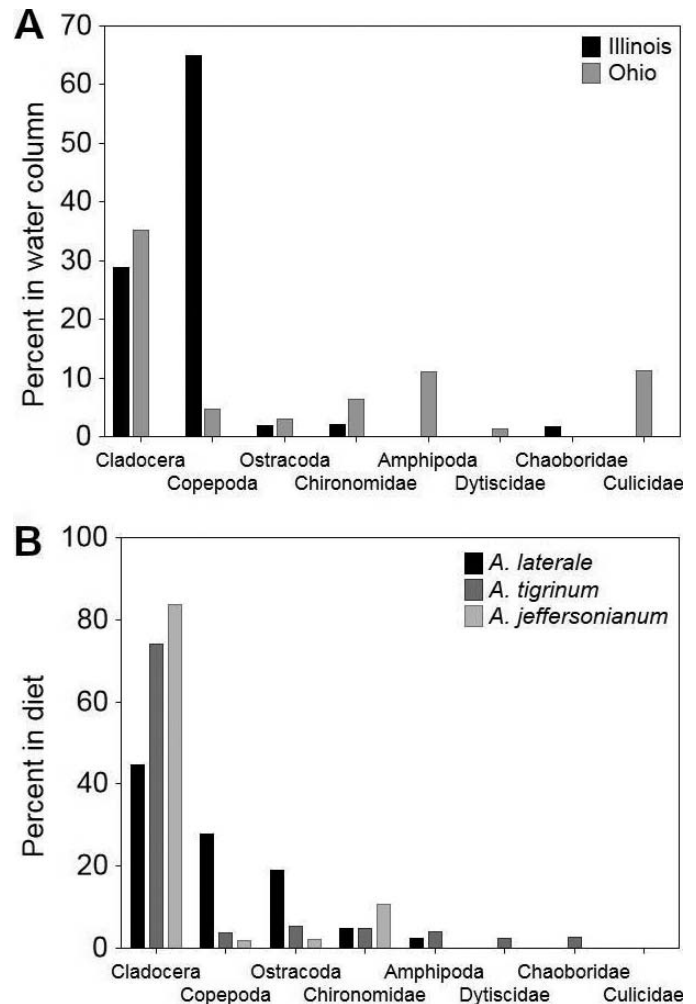 A
70
60
50
40
30
20
10
0
Percent in water column
Illinois
Ohio
Cladocera
Ostracoda
Amphipoda
Chaoboridae
Copepoda
Chironomidae
Dytiscidae
Culicidae
B
100
80
60
40
20
0
Percent in diet
A. laterale
A. tigrinum
A. jeffersonianum
Cladocera
Ostracoda
Amphipoda
Chaoboridae
Copepoda
Chironomidae
Dytiscidae
Culicidae